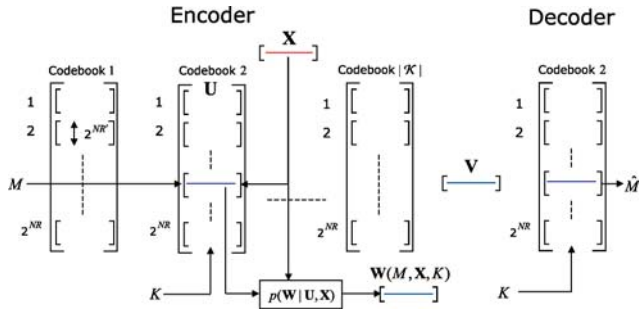 Encoder
Decoder
X
Codebook 1
Codebook 2
U
Codebook |𝒦|
Codebook 2
1
1
1
1
2
2^{NR'}
2
2
2
V
M
M̂
2^{NR}
2^{NR}
2^{NR}
2^{NR}
W(M, X, K)
K
p(W | U, X)
K